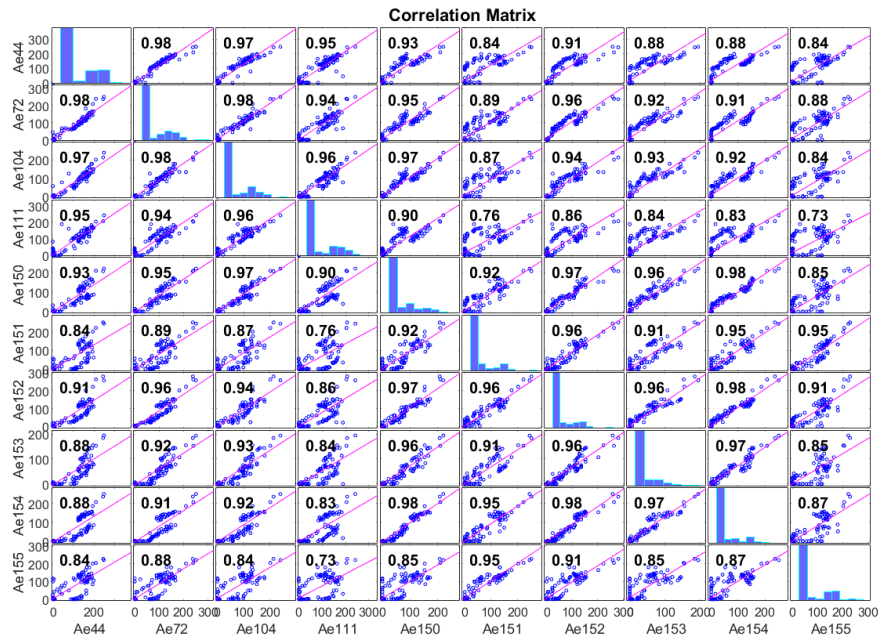 Correlation Matrix
Ae44 300 200 100 0 0.98 0.97 0.95 0.93 0.84 0.91 0.88 0.88 0.84
Ae72 300 200 100 0 0.98 0.98 0.94 0.95 0.89 0.96 0.92 0.91 0.88
Ae104 200 100 0 0.97 0.98 0.96 0.97 0.87 0.94 0.93 0.92 0.84
Ae111 300 200 100 0 0.95 0.94 0.96 0.90 0.76 0.86 0.84 0.83 0.73
Ae150 200 100 0 0.93 0.95 0.97 0.90 0.92 0.97 0.96 0.98 0.85
Ae151 200 100 0 0.84 0.89 0.87 0.76 0.92 0.96 0.91 0.95 0.95
Ae152 300 200 100 0 0.91 0.96 0.94 0.86 0.97 0.96 0.96 0.98 0.91
Ae153 200 100 0 0.88 0.92 0.93 0.84 0.96 0.91 0.96 0.97 0.85
Ae154 200 100 0 0.88 0.91 0.92 0.83 0.98 0.95 0.98 0.97 0.87
Ae155 300 200 100 0 0.84 0.88 0.84 0.73 0.85 0.95 0.91 0.85 0.87
0 200 0 100 200 300 0 100 200 0 100 200 300 0 100 200 0 100 200 0 100 200 300 0 100 200 0 100 200 0 100 200 300
Ae44 Ae72 Ae104 Ae111 Ae150 Ae151 Ae152 Ae153 Ae154 Ae155